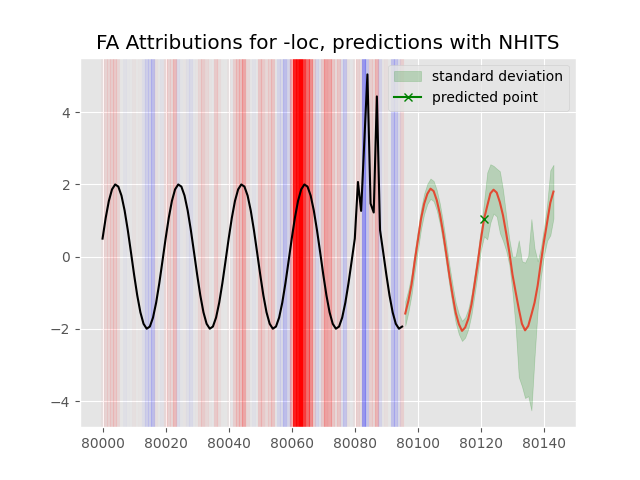 FA Attributions for -loc, predictions with NHITS
standard deviation
predicted point
4
2
0
−2
−4
80000 80020 80040 80060 80080 80100 80120 80140